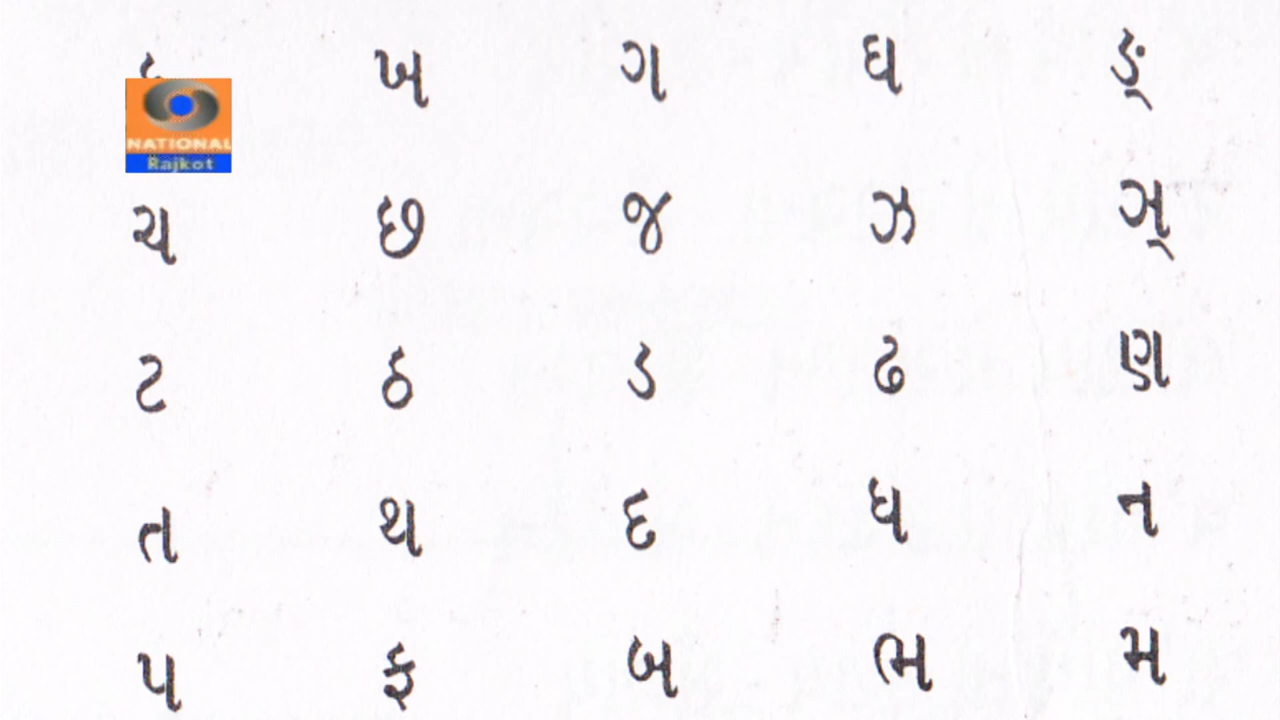 ખ ગ ઘ ઙ્
NATIONAL
Rajkot
ચ છ જ ઝ ઞ્
ટ ઠ ડ ઢ ણ
ત થ દ ધ ન
પ ફ બ ભ મ